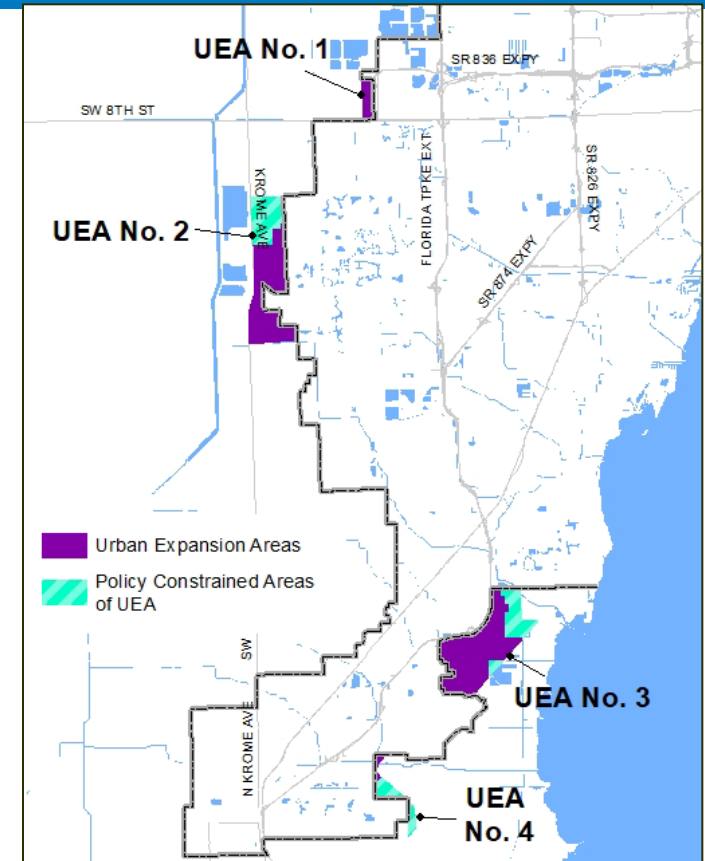 UEA No. 1
SR 836 EXPY
SW 8TH ST
KROME AVE
FLORIDA TPKE EXT
SR 826 EXPY
UEA No. 2
SR 874 EXPY
Urban Expansion Areas
Policy Constrained Areas
of UEA
SW
N KROME AVE
UEA No. 3
UEA
No. 4